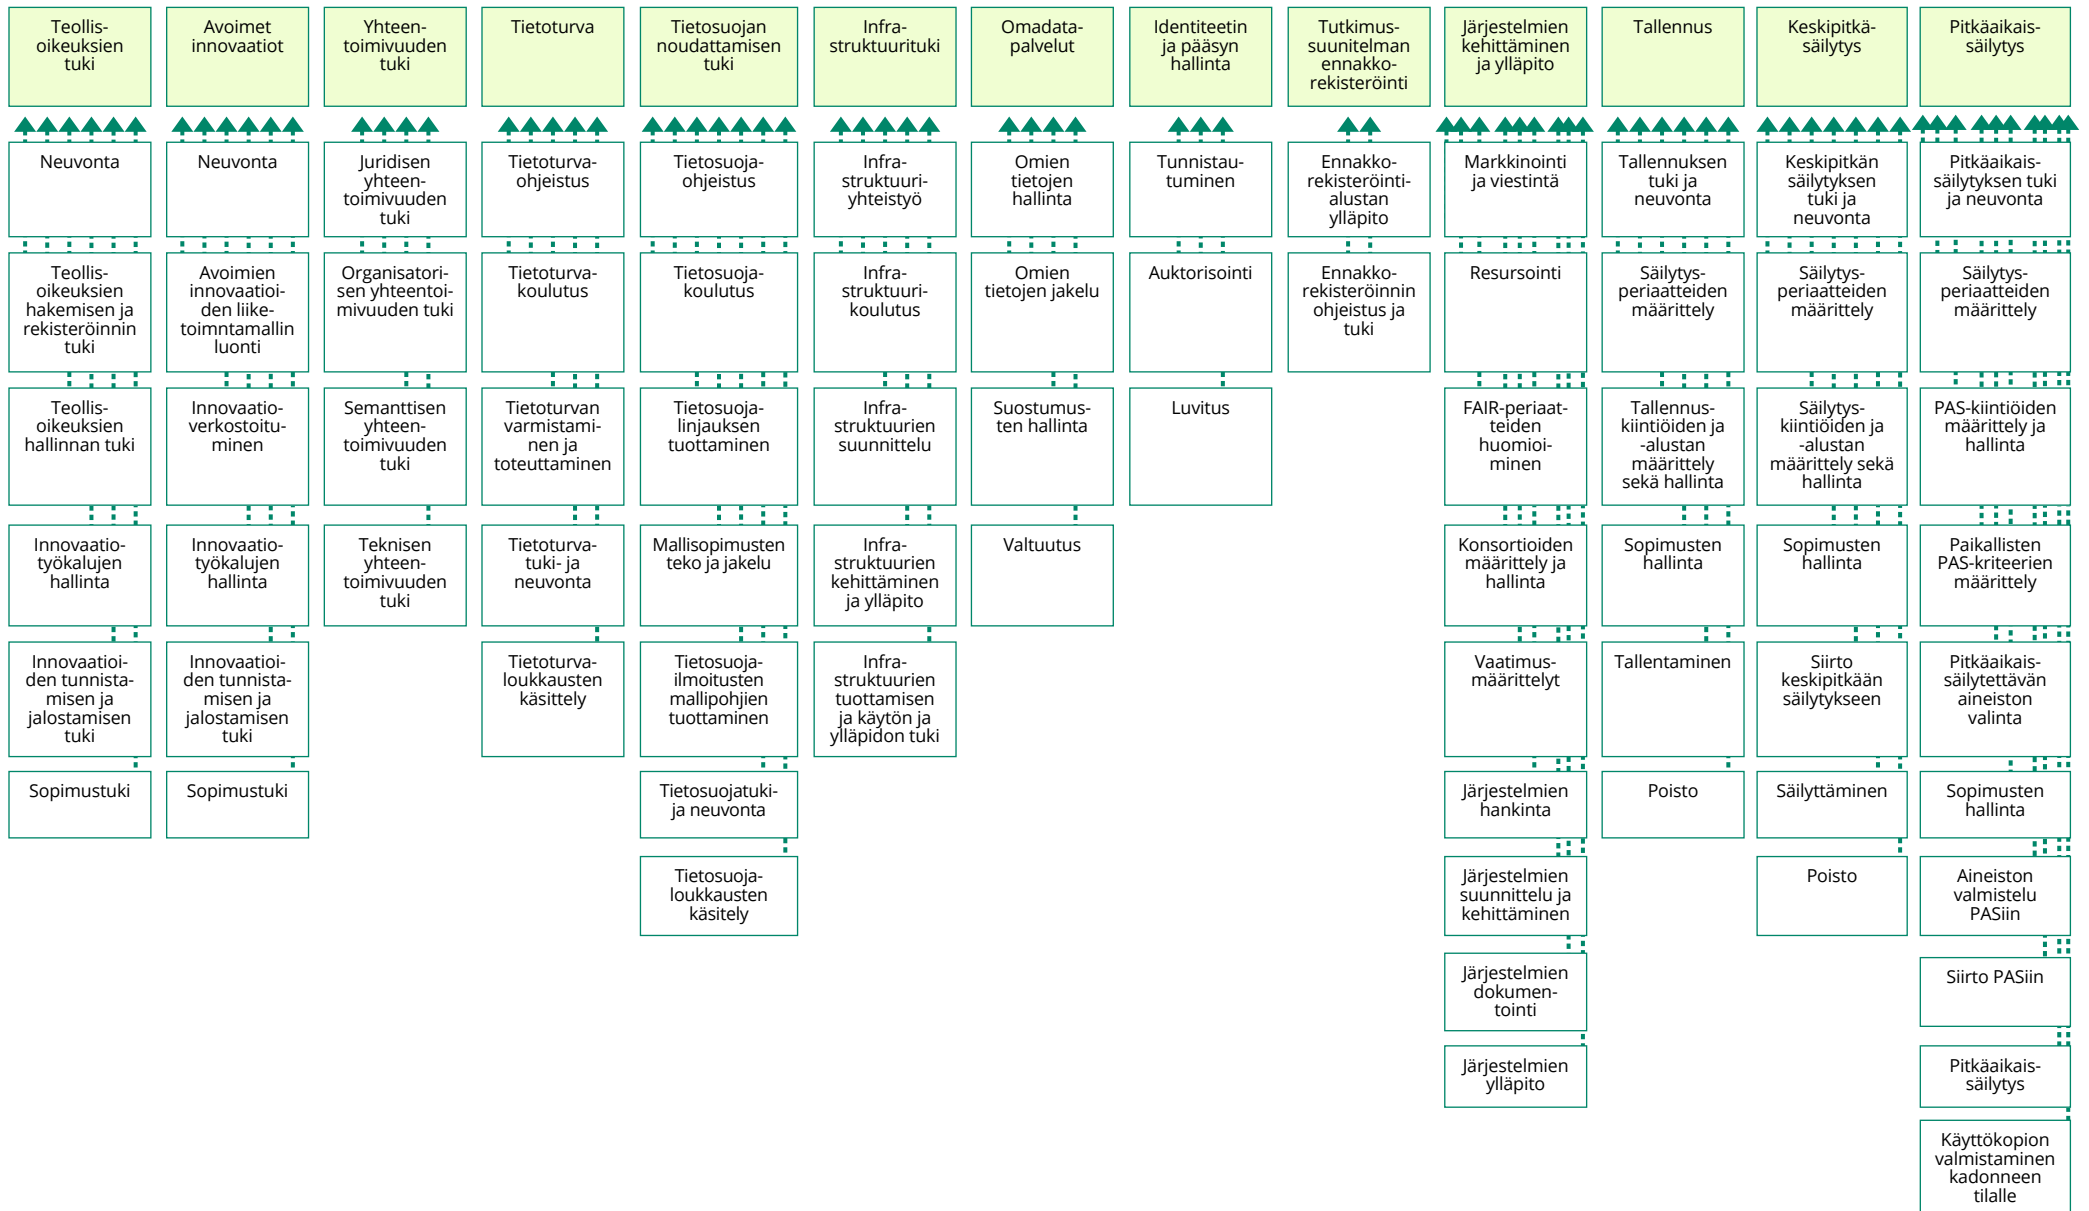 Teollis-
oikeuksien
tuki
Avoimet
innovaatiot
Yhteen-
toimivuuden
tuki
Tietoturva
Tietosuojan
noudattamisen
tuki
Infra-
struktuurituki
Omadata-
palvelut
Identiteetin
ja pääsyn
hallinta
Tutkimus-
suunitelman
ennakko-
rekisteröinti
Järjestelmien
kehittäminen
ja ylläpito
Tallennus
Keskipitkä-
säilytys
Pitkäaikais-
säilytys
Neuvonta
Neuvonta
Juridisen
yhteen-
toimivuuden
tuki
Tietoturva-
ohjeistus
Tietosuoja-
ohjeistus
Infra-
struktuuri-
yhteistyö
Omien
tietojen
hallinta
Tunnistau-
tuminen
Ennakko-
rekisteröinti-
alustan
ylläpito
Markkinointi
ja viestintä
Tallennuksen
tuki ja
neuvonta
Keskipitkän
säilytyksen
tuki ja
neuvonta
Pitkäaikais-
säilytyksen tuki
ja neuvonta
Teollis-
oikeuksien
hakemisen ja
rekisteröinnin
tuki
Avoimien
innovaatioi-
den liike-
toimntamallin
luonti
Organisatori-
sen yhteentoi-
mivuuden tuki
Tietoturva-
koulutus
Tietosuoja-
koulutus
Infra-
struktuuri-
koulutus
Omien
tietojen jakelu
Auktorisointi
Ennakko-
rekisteröinnin
ohjeistus ja
tuki
Resursointi
Säilytys-
periaatteiden
määrittely
Säilytys-
periaatteiden
määrittely
Säilytys-
periaatteiden
määrittely
Teollis-
oikeuksien
hallinnan tuki
Innovaatio-
verkostoitu-
minen
Semanttisen
yhteen-
toimivuuden
tuki
Tietoturvan
varmistami-
nen ja
toteuttaminen
Tietosuoja-
linjauksen
tuottaminen
Infra-
struktuurien
suunnittelu
Suostumus-
ten hallinta
Luvitus
FAIR-periaat-
teiden
huomioi-
minen
Tallennus-
kiintiöiden ja
-alustan
määrittely
sekä hallinta
Säilytys-
kiintiöiden ja
-alustan
määrittely sekä
hallinta
PAS-kiintiöiden
määrittely ja
hallinta
Innovaatio-
työkalujen
hallinta
Innovaatio-
työkalujen
hallinta
Teknisen
yhteen-
toimivuuden
tuki
Tietoturva-
tuki- ja
neuvonta
Mallisopimusten
teko ja jakelu
Infra-
struktuurien
kehittäminen
ja ylläpito
Valtuutus
Konsortioiden
määrittely ja
hallinta
Sopimusten
hallinta
Sopimusten
hallinta
Paikallisten
PAS-kriteerien
määrittely
Innovaatioi-
den tunnista-
misen ja
jalostamisen
tuki
Innovaatioi-
den tunnista-
misen ja
jalostamisen
tuki
Tietoturva-
loukkausten
käsittely
Tietosuoja-
ilmoitusten
mallipohjien
tuottaminen
Infra-
struktuurien
tuottamisen
ja käytön ja
ylläpidon tuki
Vaatimus-
määrittelyt
Tallentaminen
Siirto
keskipitkään
säilytykseen
Pitkäaikais-
säilytettävän
aineiston
valinta
Sopimustuki
Sopimustuki
Tietosuojatuki-
ja neuvonta
Järjestelmien
hankinta
Poisto
Säilyttäminen
Sopimusten
hallinta
Tietosuoja-
loukkausten
käsitely
Järjestelmien
suunnittelu ja
kehittäminen
Poisto
Aineiston
valmistelu
PASiin
Järjestelmien
dokumen-
tointi
Siirto PASiin
Järjestelmien
ylläpito
Pitkäaikais-
säilytys
Käyttökopion
valmistaminen
kadonneen
tilalle